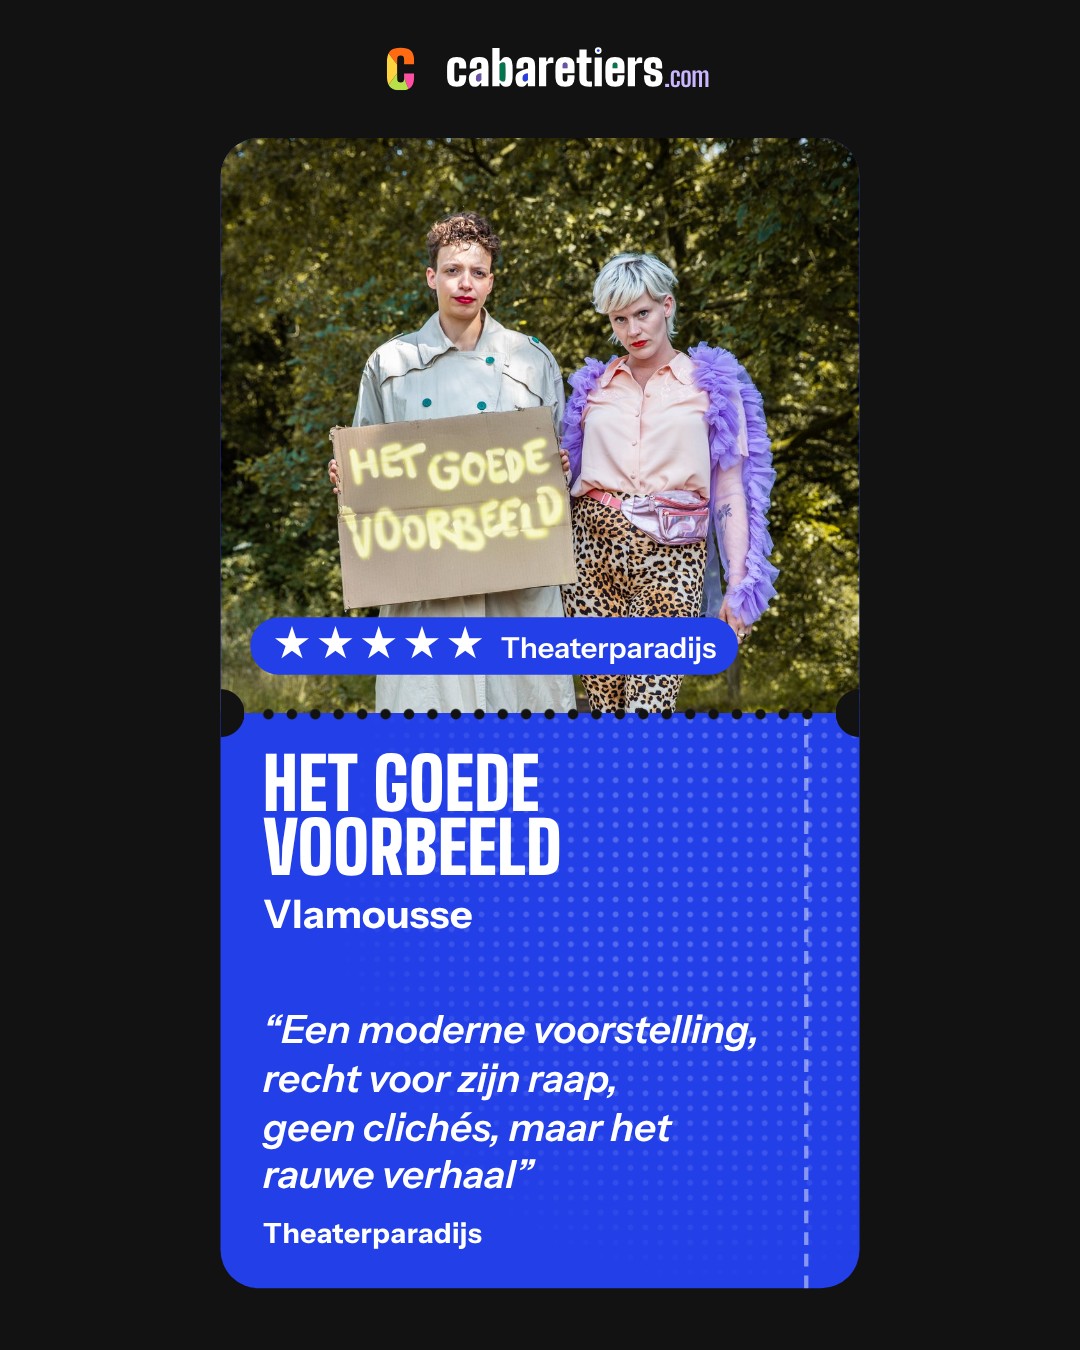 C cabaretiers.com
HET GOEDE
VOORBEELD
★★★★★ Theaterparadijs
HET GOEDE
VOORBEELD
Vlamousse
“Een moderne voorstelling,
recht voor zijn raap,
geen clichés, maar het
rauwe verhaal”
Theaterparadijs